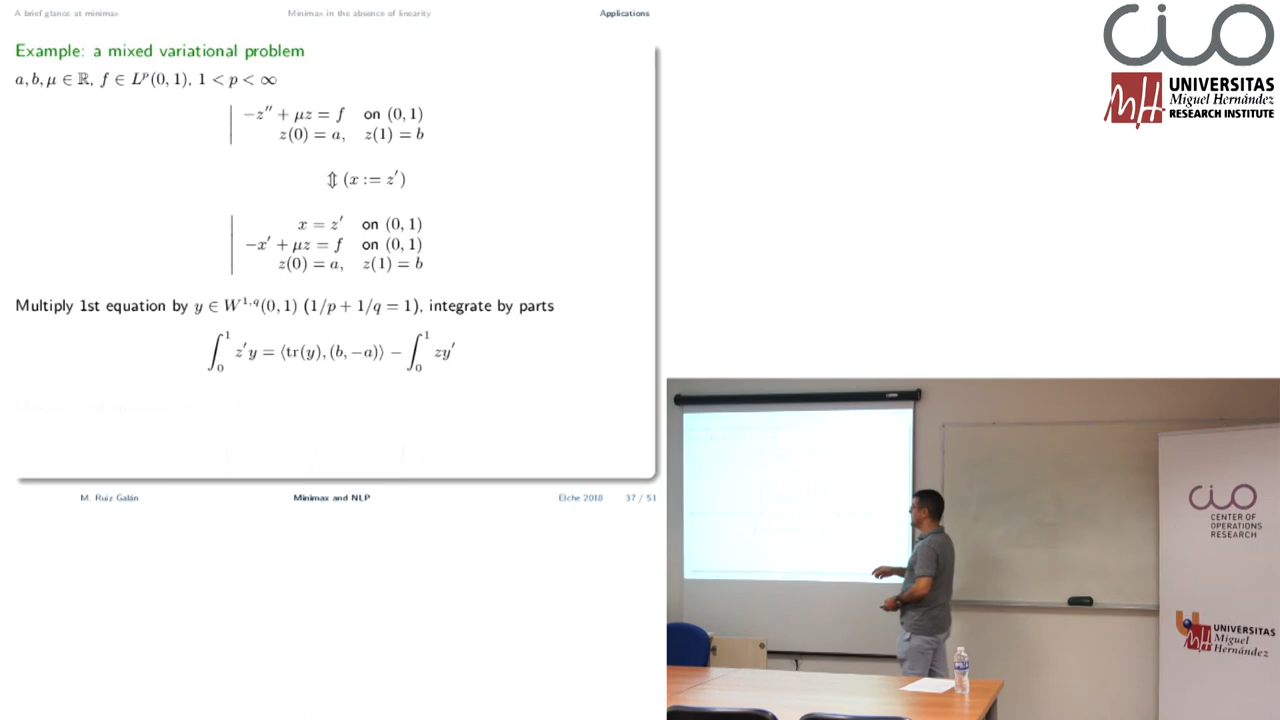 A brief glance at minimax Minimax in the absence of linearity Applications
Example: a mixed variational problem
a, b, μ ∈ ℝ, f ∈ L^p(0, 1), 1 < p < ∞
−z″ + μz = f on (0, 1)
z(0) = a, z(1) = b
⇕ (x := z′)
x = z′ on (0, 1)
−x′ + μz = f on (0, 1)
z(0) = a, z(1) = b
Multiply 1st equation by y ∈ W^{1,q}(0, 1) (1/p + 1/q = 1), integrate by parts
∫_0^1 z′y = ⟨tr(y), (b, −a)⟩ − ∫_0^1 zy′
M. Ruiz Galán Minimax and NLP Elche 2018 37 / 51
cio
UNIVERSITAS
Miguel Hernández
RESEARCH INSTITUTE
cio
CENTER OF
OPERATIONS
RESEARCH
UNIVERSITAS
Miguel
Hernández